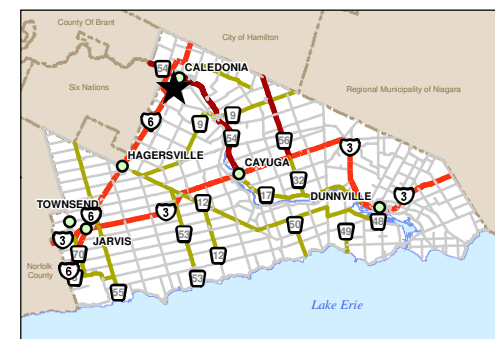 County Of Brant
City of Hamilton
54
CALEDONIA
Six Nations
Regional Municipality of Niagara
6
9
9
54
56
3
HAGERSVILLE
CAYUGA
32
17
DUNNVILLE
3
TOWNSEND
12
6
3
48
50
3
JARVIS
53
49
70
12
Norfolk
County
6
53
55
Lake Erie